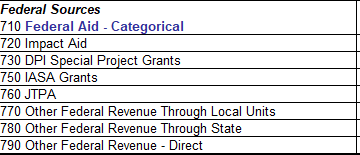 Federal Sources
710 Federal Aid - Categorical
720 Impact Aid
730 DPI Special Project Grants
750 IASA Grants
760 JTPA
770 Other Federal Revenue Through Local Units
780 Other Federal Revenue Through State
790 Other Federal Revenue - Direct